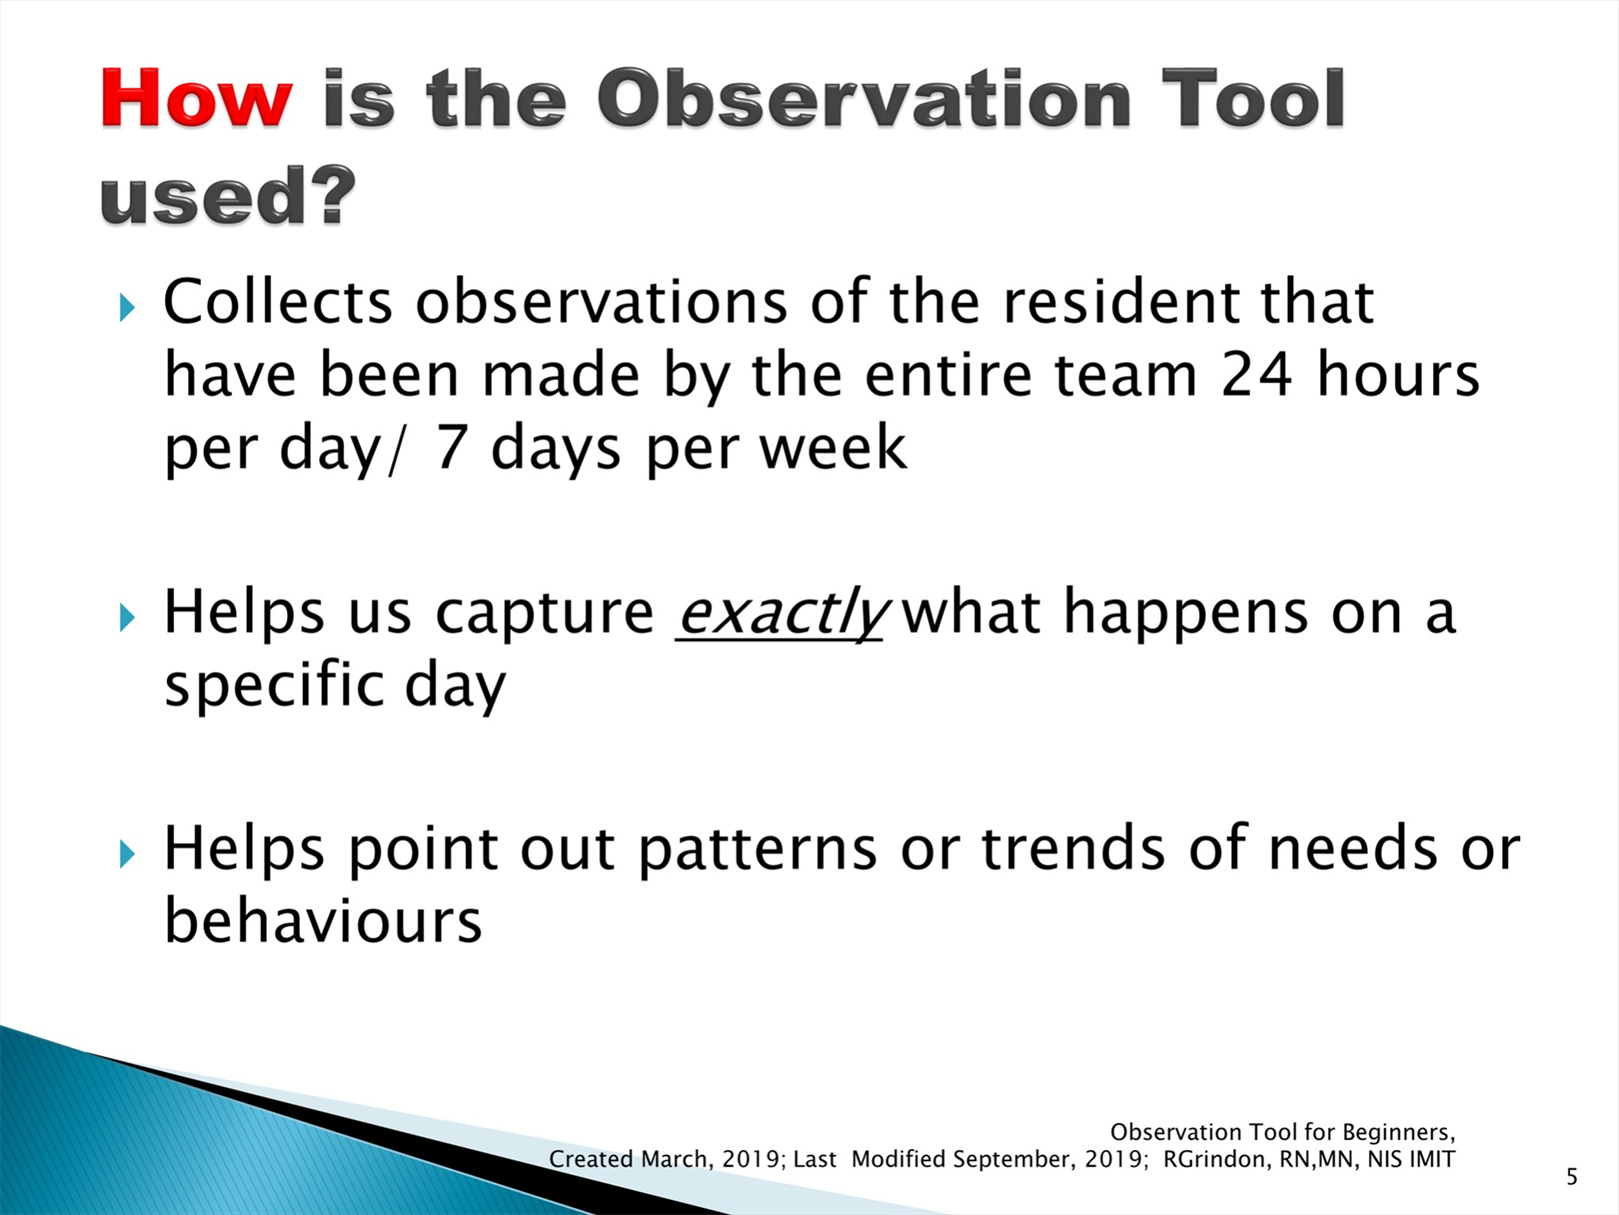 How is the Observation Tool
used?
Collects observations of the resident that
have been made by the entire team 24 hours
per day/ 7 days per week
Helps us capture exactly what happens on a
specific day
Helps point out patterns or trends of needs or
behaviours
Observation Tool for Beginners,
Created March, 2019; Last  Modified September, 2019;  RGrindon, RN,MN, NIS IMIT
5